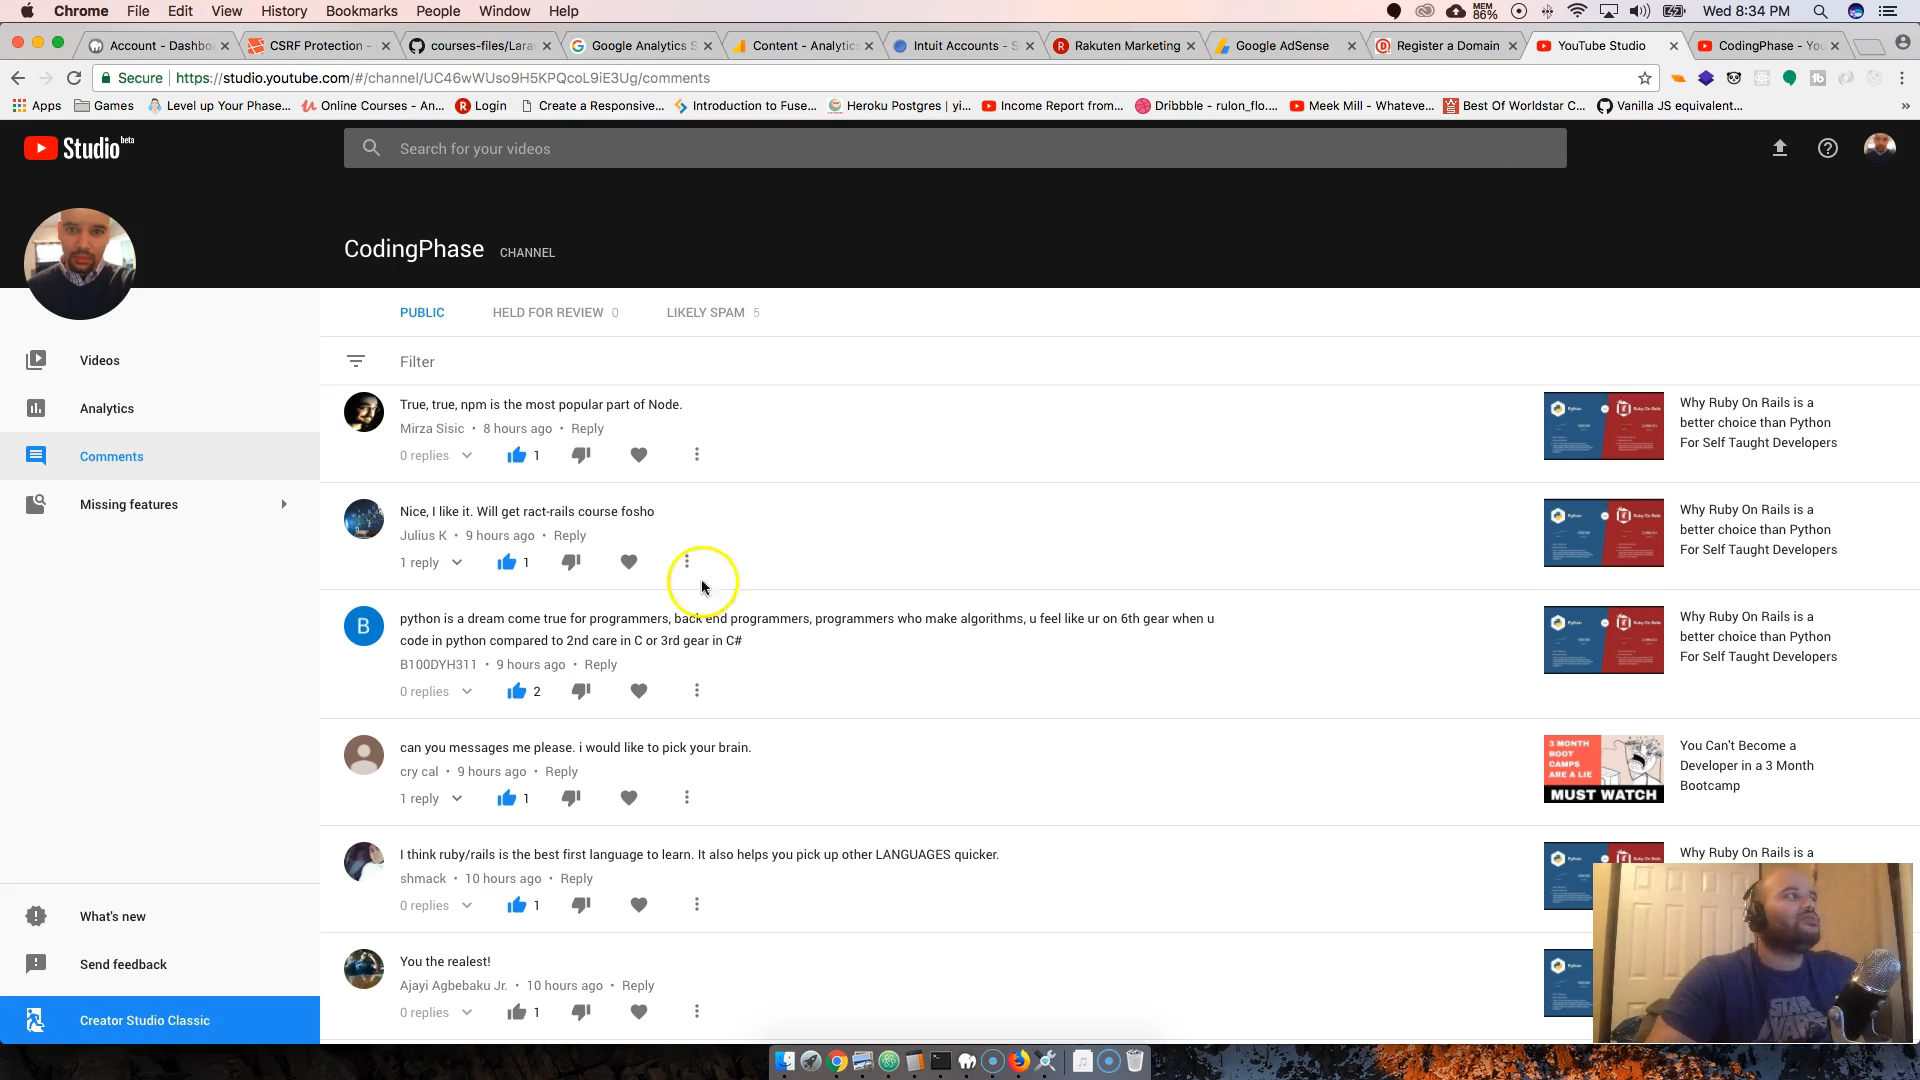 Chrome File Edit View History Bookmarks People Window Help
MEM 86%
Wed 8:34 PM
Account - Dashbo
CSRF Protection -
courses-files/Lara
Google Analytics S
Content - Analytic
Intuit Accounts - S
Rakuten Marketing
Google AdSense
Register a Domain
YouTube Studio
CodingPhase - Yo
Secure https://studio.youtube.com/#/channel/UC46wWUso9H5KPQcoL9iE3Ug/comments
Apps Games Level up Your Phase... Online Courses - An... Login Create a Responsive... Introduction to Fuse... Heroku Postgres | yi... Income Report from... Dribbble - rulon_flo... Meek Mill - Whateve... Best Of Worldstar C... Vanilla JS equivalent...
Studio beta
Search for your videos
CodingPhase CHANNEL
PUBLIC HELD FOR REVIEW 0 LIKELY SPAM 5
Filter
Videos
Analytics
Comments
Missing features
What's new
Send feedback
Creator Studio Classic
True, true, npm is the most popular part of Node.
Mirza Sisic • 8 hours ago • Reply
0 replies 1
Why Ruby On Rails is a
better choice than Python
For Self Taught Developers
Nice, I like it. Will get ract-rails course fosho
Julius K • 9 hours ago • Reply
1 reply 1
Why Ruby On Rails is a
better choice than Python
For Self Taught Developers
B
python is a dream come true for programmers, back end programmers, programmers who make algorithms, u feel like ur on 6th gear when u
code in python compared to 2nd care in C or 3rd gear in C#
B100DYH311 • 9 hours ago • Reply
0 replies 2
Why Ruby On Rails is a
better choice than Python
For Self Taught Developers
can you messages me please. i would like to pick your brain.
cry cal • 9 hours ago • Reply
1 reply 1
3 MONTH
BOOT
CAMPS
ARE A LIE
MUST WATCH
You Can't Become a
Developer in a 3 Month
Bootcamp
I think ruby/rails is the best first language to learn. It also helps you pick up other LANGUAGES quicker.
shmack • 10 hours ago • Reply
0 replies 1
Why Ruby On Rails is a
You the realest!
Ajayi Agbebaku Jr. • 10 hours ago • Reply
0 replies 1
STAR
WARS